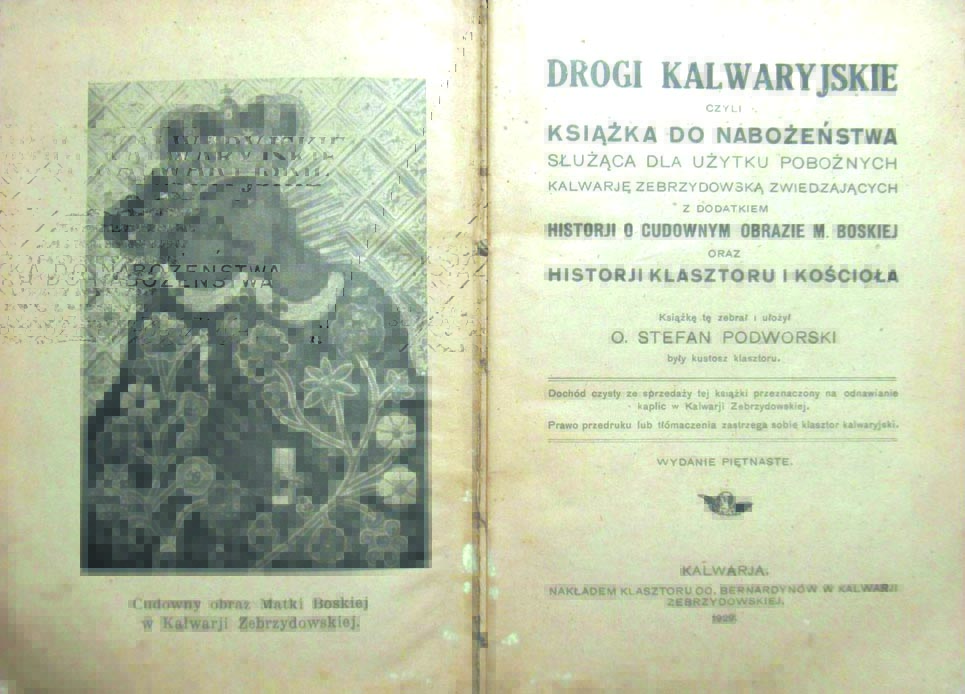 Cudowny obraz Matki Boskiej
w Kalwarji Zebrzydowskiej.
DROGI KALWARYJSKIE
CZYLI
KSIĄŻKA DO NABOŻEŃSTWA
SŁUŻĄCA DLA UŻYTKU POBOŻNYCH
KALWARJĘ ZEBRZYDOWSKĄ ZWIEDZAJĄCYCH
Z DODATKIEM
HISTORJI O CUDOWNYM OBRAZIE M. BOSKIEJ
ORAZ
HISTORJI KLASZTORU I KOŚCIOŁA
Książkę tę zebrał i ułożył
O. STEFAN PODWORSKI
były kustosz klasztoru.
Dochód czysty ze sprzedaży tej książki przeznaczony na odnawianie
kaplic w Kalwarji Zebrzydowskiej.
Prawo przedruku lub tłómaczenia zastrzega sobie klasztor kalwaryjski.
WYDANIE PIĘTNASTE.
KALWARJA.
NAKŁADEM KLASZTORU OO. BERNARDYNÓW W KALWARJI
ZEBRZYDOWSKIEJ.